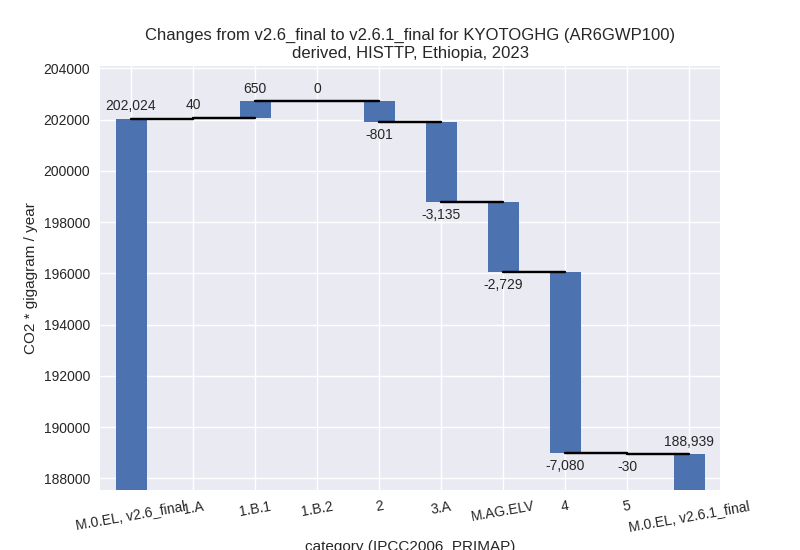 Changes from v2.6_final to v2.6.1_final for KYOTOGHG (AR6GWP100)
derived, HISTTP, Ethiopia, 2023
204000
202000
200000
198000
196000
194000
192000
190000
188000
CO2 * gigagram / year
202,024
40
650
0
-801
-3,135
-2,729
-7,080
-30
188,939
M.0.EL, v2.6_final
1.A
1.B.1
1.B.2
2
3.A
M.AG.ELV
4
5
M.0.EL, v2.6.1_final
category (IPCC2006_PRIMAP)